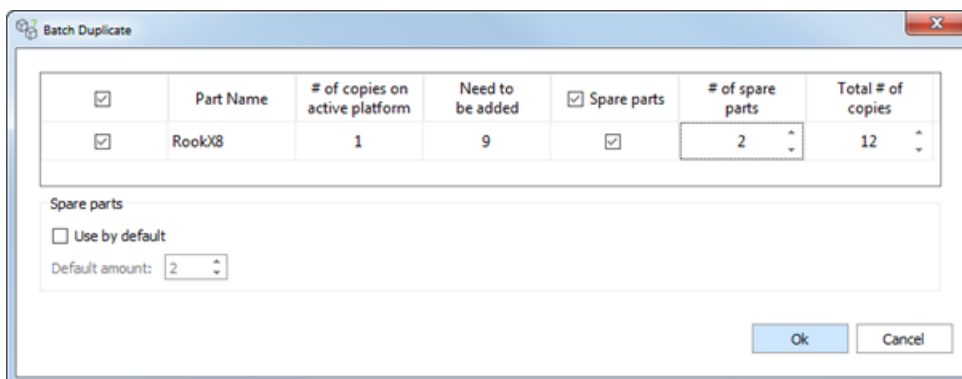 Batch Duplicate
Part Name
# of copies on
active platform
Need to
be added
Spare parts
# of spare
parts
Total # of
copies
RookX8
1
9
2
12
Spare parts
Use by default
Default amount: 2
Ok
Cancel